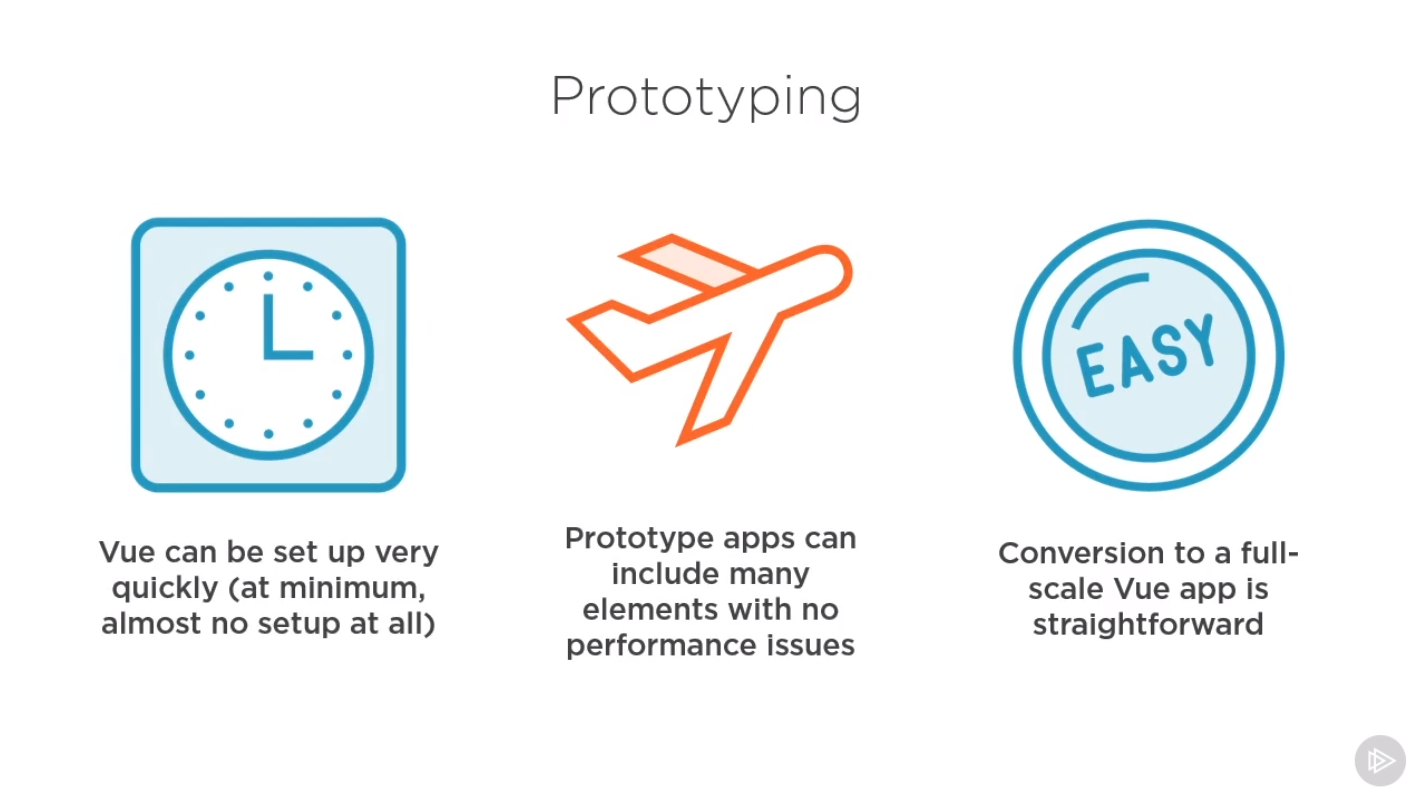 Prototyping
EASY
Vue can be set up very
quickly (at minimum,
almost no setup at all)
Prototype apps can
include many
elements with no
performance issues
Conversion to a full-
scale Vue app is
straightforward